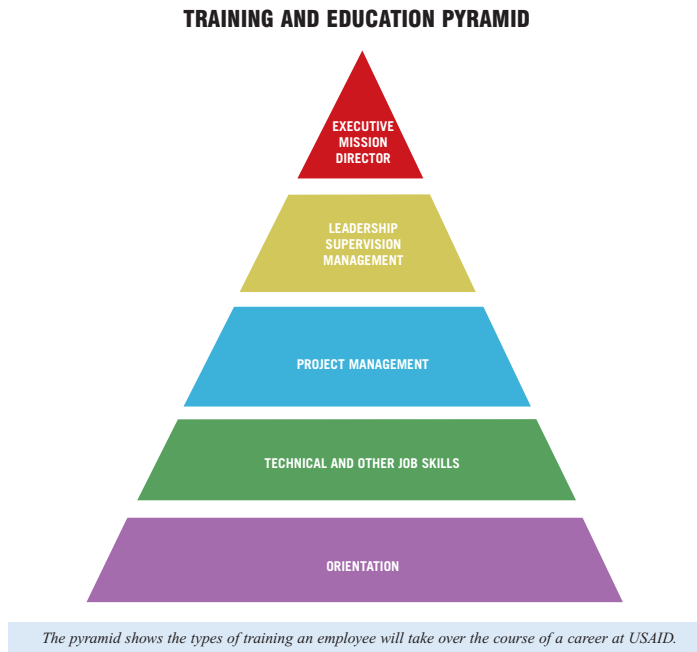 TRAINING AND EDUCATION PYRAMID
EXECUTIVE
MISSION
DIRECTOR
LEADERSHIP
SUPERVISION
MANAGEMENT
PROJECT MANAGEMENT
TECHNICAL AND OTHER JOB SKILLS
ORIENTATION
The pyramid shows the types of training an employee will take over the course of a career at USAID.